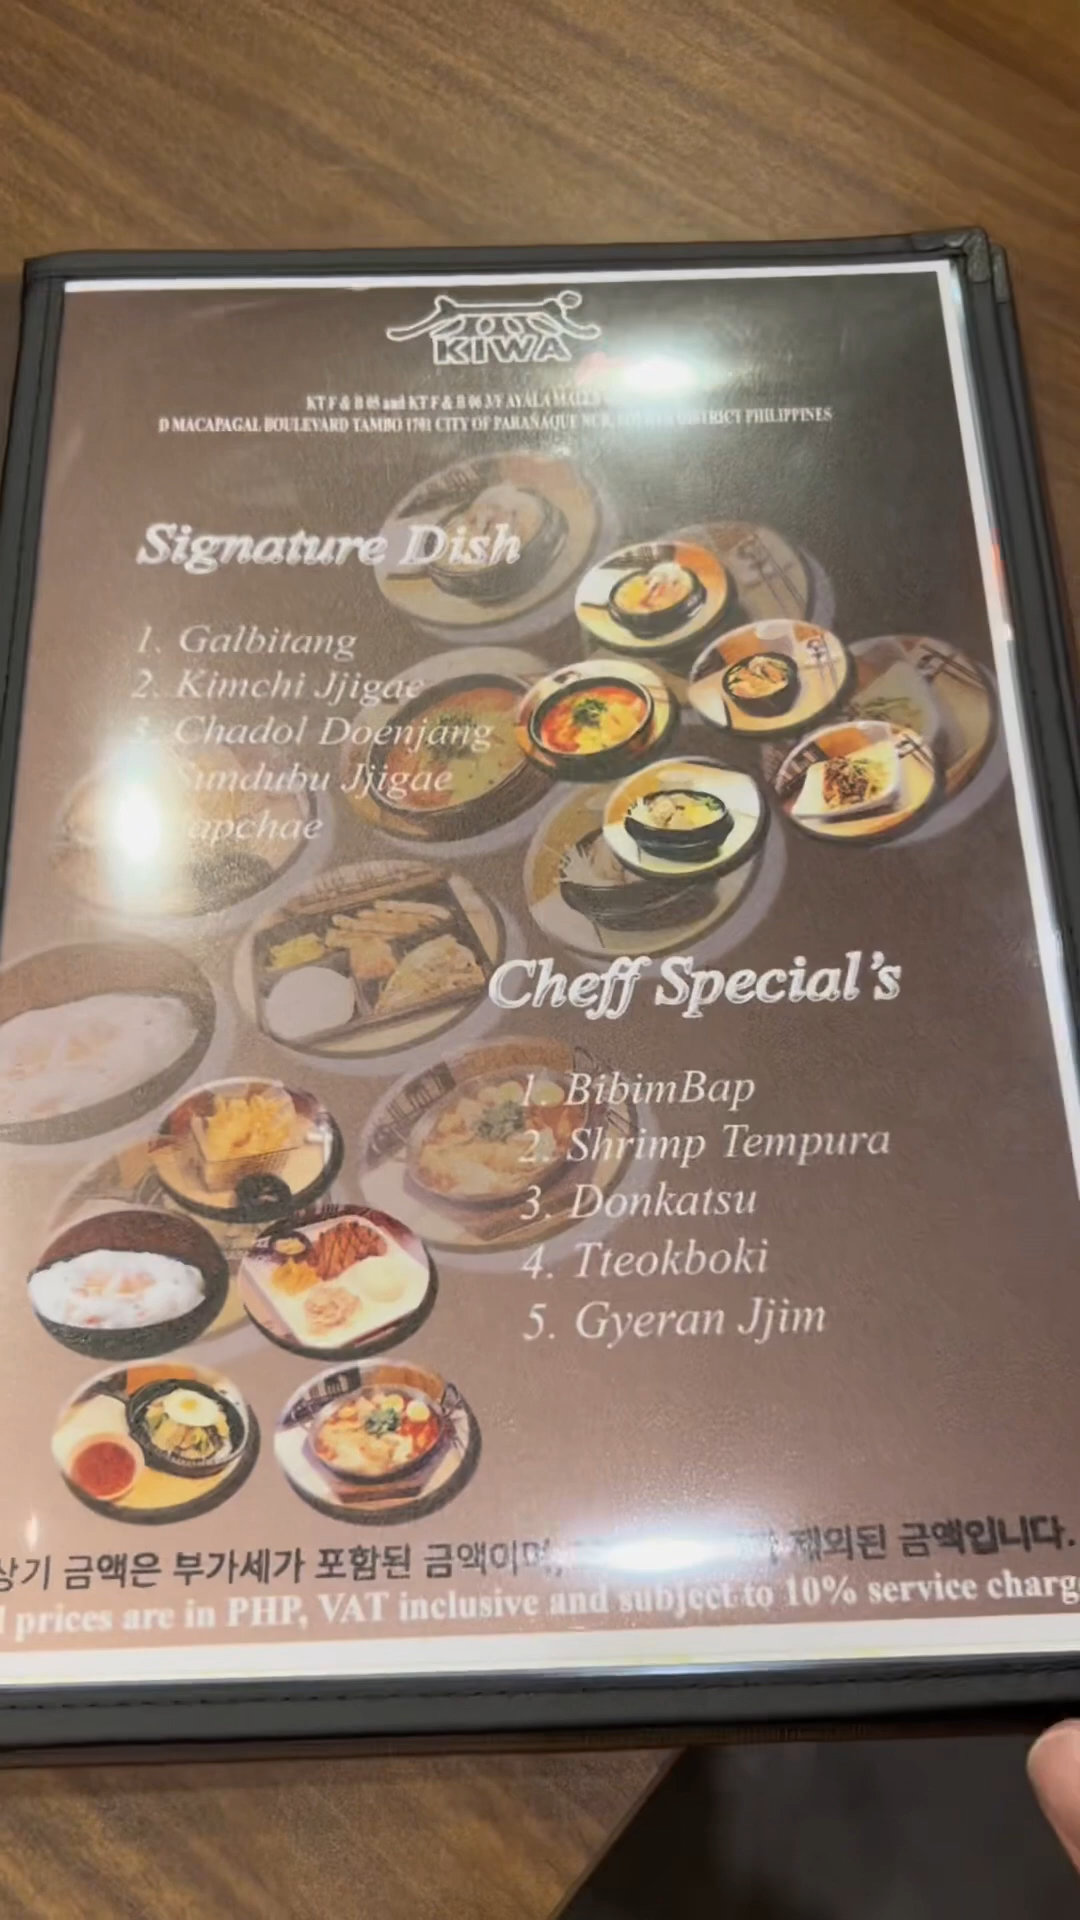 KIWA
KT F & B 05 and KT F & B 06 3/F AYALA MALLS
D MACAPAGAL BOULEVARD TAMBO 1701 CITY OF PARANAQUE NCR, DISTRICT PHILIPPINES
Signature Dish
1. Galbitang
2. Kimchi Jjigae
3. Chadol Doenjang
Sundubu Jjigae
apchae
Cheff Special's
1. BibimBap
2. Shrimp Tempura
3. Donkatsu
4. Tteokboki
5. Gyeran Jjim
상기 금액은 부가세가 포함된 금액이며, 제외된 금액입니다.
prices are in PHP, VAT inclusive and subject to 10% service charg